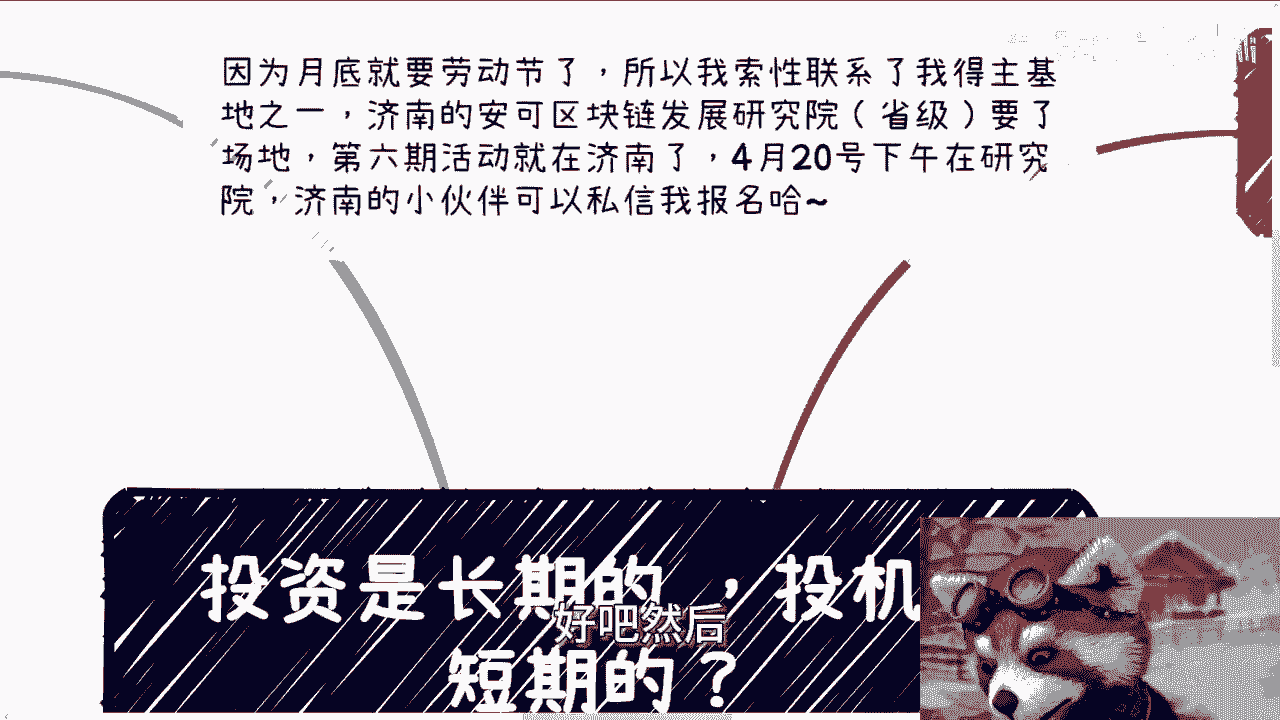 因为月底就要劳动节了，所以我索性联系了我得主基
地之一，济南的安可区块链发展研究院（省级）要了
场地，第六期活动就在济南了，4月20号下午在研究
院，济南的小伙伴可以私信我报名哈~
投资是长期的，投机
好吧然后
短期的？